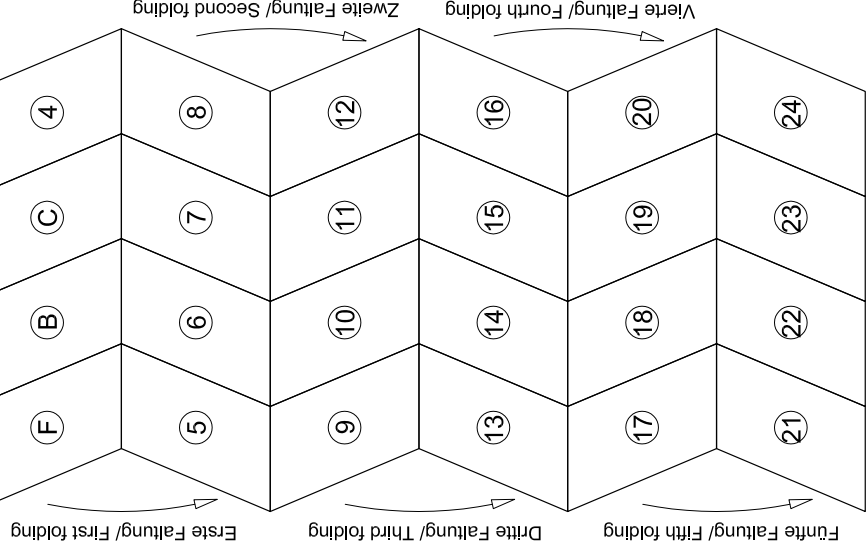 Zweite Faltung/ Second folding
Vierte Faltung/ Fourth folding
4
8
12
16
20
24
C
7
11
15
19
23
B
6
10
14
18
22
F
5
9
13
17
21
Erste Faltung/ First folding
Dritte Faltung/ Third folding
Fünfte Faltung/ Fifth folding